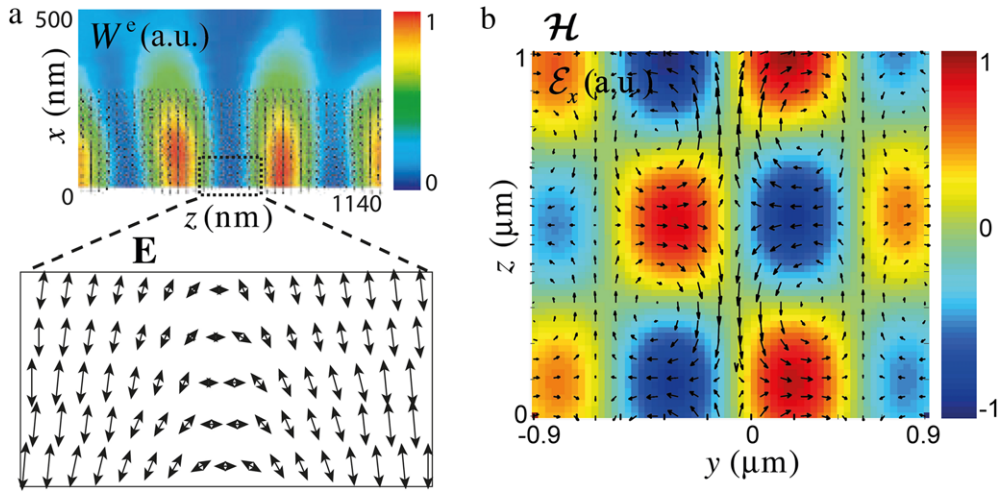 a
500
W^e (a.u.)
x (nm)
0
z (nm)
1140
1
0
E
b
ℋ
1
ℰ_x (a.u.)
z (µm)
0
-0.9
0
0.9
y (µm)
1
0
-1